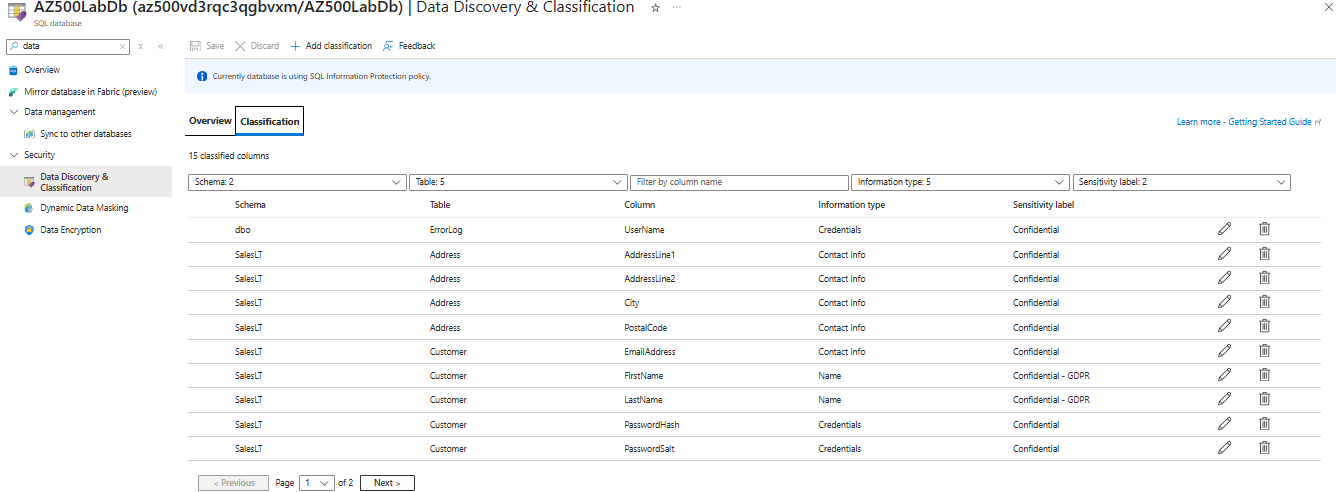 AZ500LabDb (az500vd3rqc3qgbvxm/AZ500LabDb) | Data Discovery & Classification
SQL database
data
Overview
Mirror database in Fabric (preview)
Data management
Sync to other databases
Security
Data Discovery &
Classification
Dynamic Data Masking
Data Encryption
Save Discard Add classification Feedback
Currently database is using SQL Information Protection policy.
Overview Classification
Learn more - Getting Started Guide
15 classified columns
Schema: 2 Table: 5 Filter by column name Information type: 5 Sensitivity label: 2
Schema Table Column Information type Sensitivity label
dbo ErrorLog UserName Credentials Confidential
SalesLT Address AddressLine1 Contact Info Confidential
SalesLT Address AddressLine2 Contact Info Confidential
SalesLT Address City Contact Info Confidential
SalesLT Address PostalCode Contact Info Confidential
SalesLT Customer EmailAddress Contact Info Confidential
SalesLT Customer FirstName Name Confidential - GDPR
SalesLT Customer LastName Name Confidential - GDPR
SalesLT Customer PasswordHash Credentials Confidential
SalesLT Customer PasswordSalt Credentials Confidential
< Previous Page 1 of 2 Next >